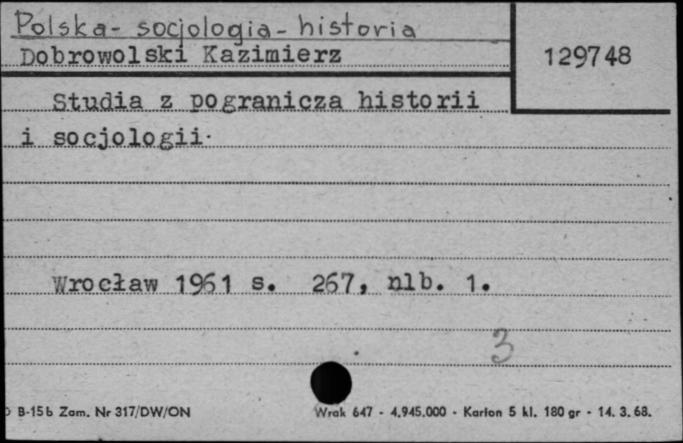 Polska - socjologia - historia
Dobrowolski Kazimierz
129748
Studia z pogranicza historii
i socjologii.
Wrocław 1961 s. 267, nlb. 1.
3
B-15b Zam. Nr 317/DW/ON Wrak 647 - 4.945.000 - Karton 5 kl. 180 gr - 14. 3. 68.